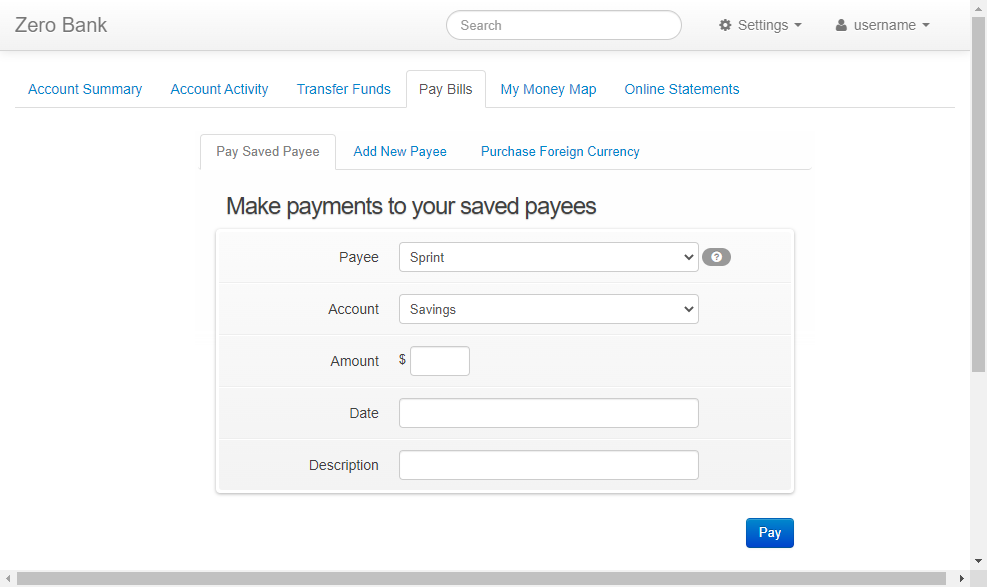 Zero Bank
Search
Settings
username
Account Summary
Account Activity
Transfer Funds
Pay Bills
My Money Map
Online Statements
Pay Saved Payee
Add New Payee
Purchase Foreign Currency
Make payments to your saved payees
Payee
Sprint
?
Account
Savings
Amount
$
Date
Description
Pay